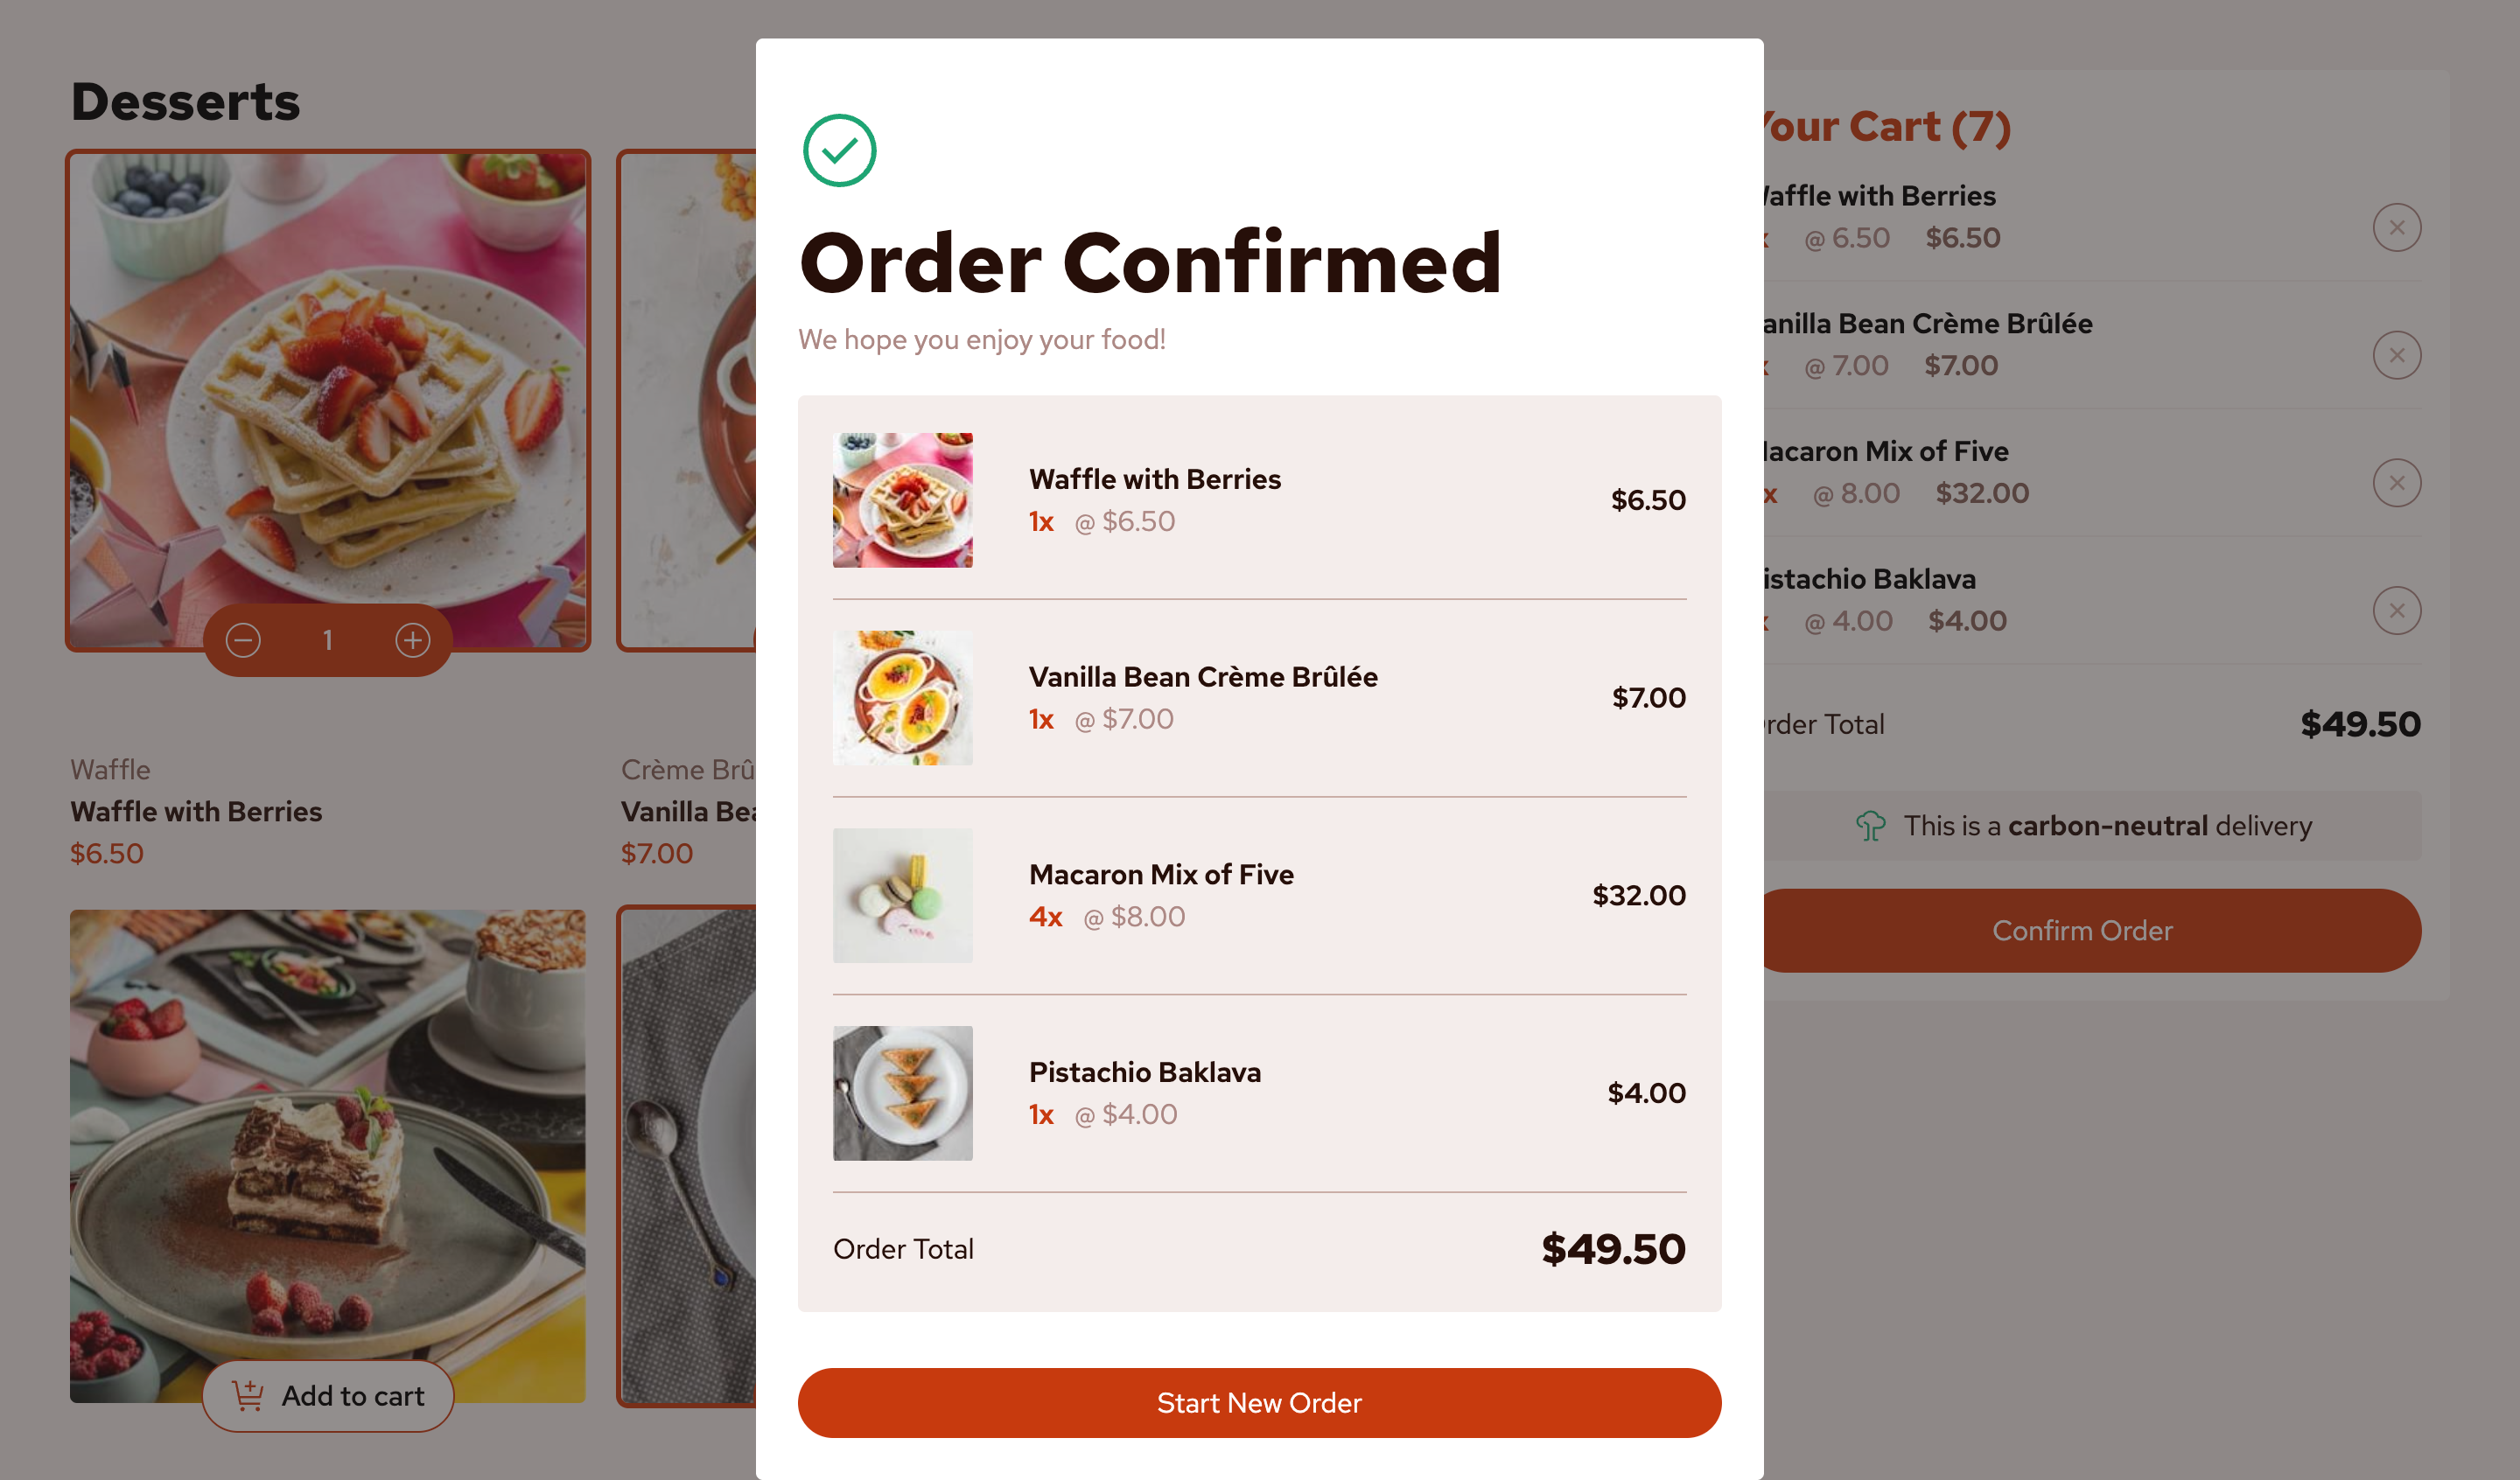 Desserts
1
Waffle
Waffle with Berries
$6.50
Crème Brû
Vanilla Bea
$7.00
Add to cart
Order Confirmed
We hope you enjoy your food!
Waffle with Berries
1x @ $6.50
$6.50
Vanilla Bean Crème Brûlée
1x @ $7.00
$7.00
Macaron Mix of Five
4x @ $8.00
$32.00
Pistachio Baklava
1x @ $4.00
$4.00
Order Total
$49.50
Start New Order
Your Cart (7)
Waffle with Berries
x @ 6.50 $6.50
anilla Bean Crème Brûlée
x @ 7.00 $7.00
acaron Mix of Five
x @ 8.00 $32.00
istachio Baklava
x @ 4.00 $4.00
rder Total
$49.50
This is a carbon-neutral delivery
Confirm Order